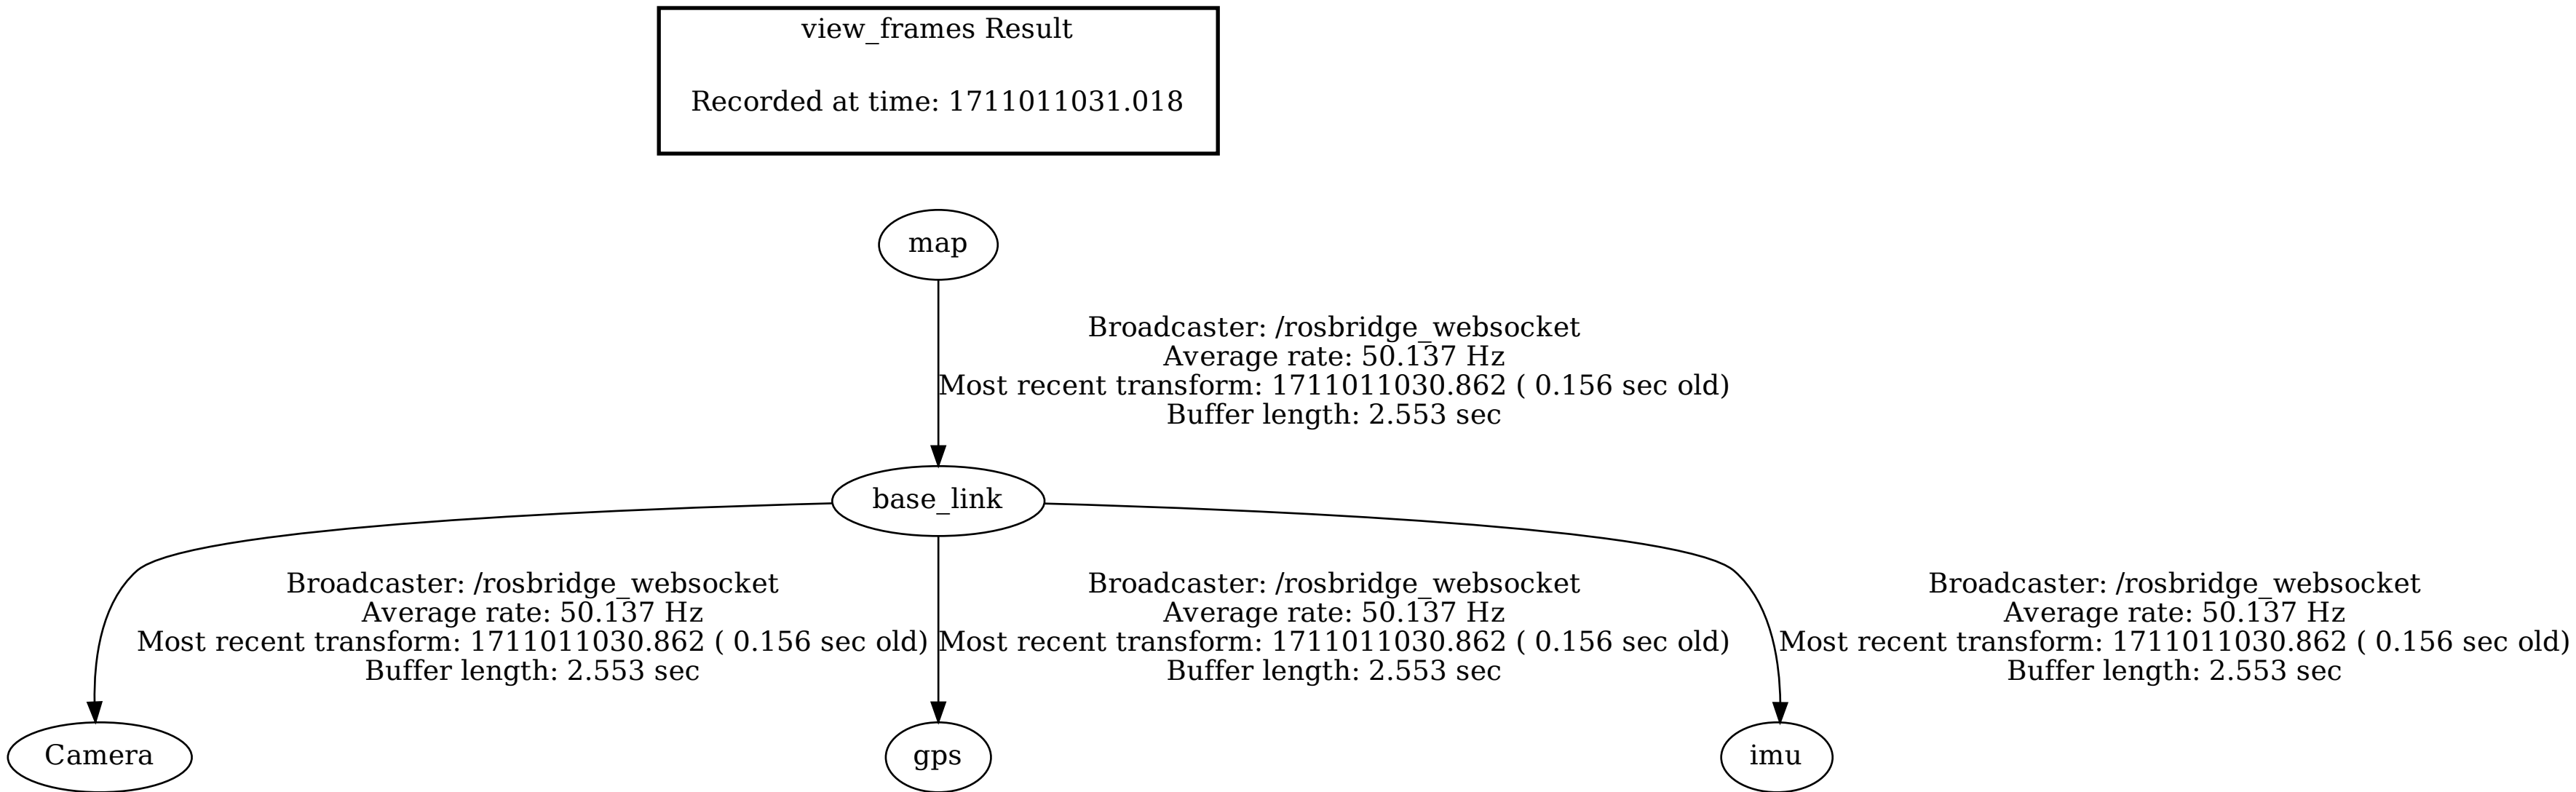 view_frames Result
Recorded at time: 1711011031.018
map
Broadcaster: /rosbridge_websocket
Average rate: 50.137 Hz
Most recent transform: 1711011030.862 ( 0.156 sec old)
Buffer length: 2.553 sec
base_link
Broadcaster: /rosbridge_websocket
Average rate: 50.137 Hz
Most recent transform: 1711011030.862 ( 0.156 sec old)
Buffer length: 2.553 sec
Broadcaster: /rosbridge_websocket
Average rate: 50.137 Hz
Most recent transform: 1711011030.862 ( 0.156 sec old)
Buffer length: 2.553 sec
Broadcaster: /rosbridge_websocket
Average rate: 50.137 Hz
Most recent transform: 1711011030.862 ( 0.156 sec old)
Buffer length: 2.553 sec
Camera
gps
imu